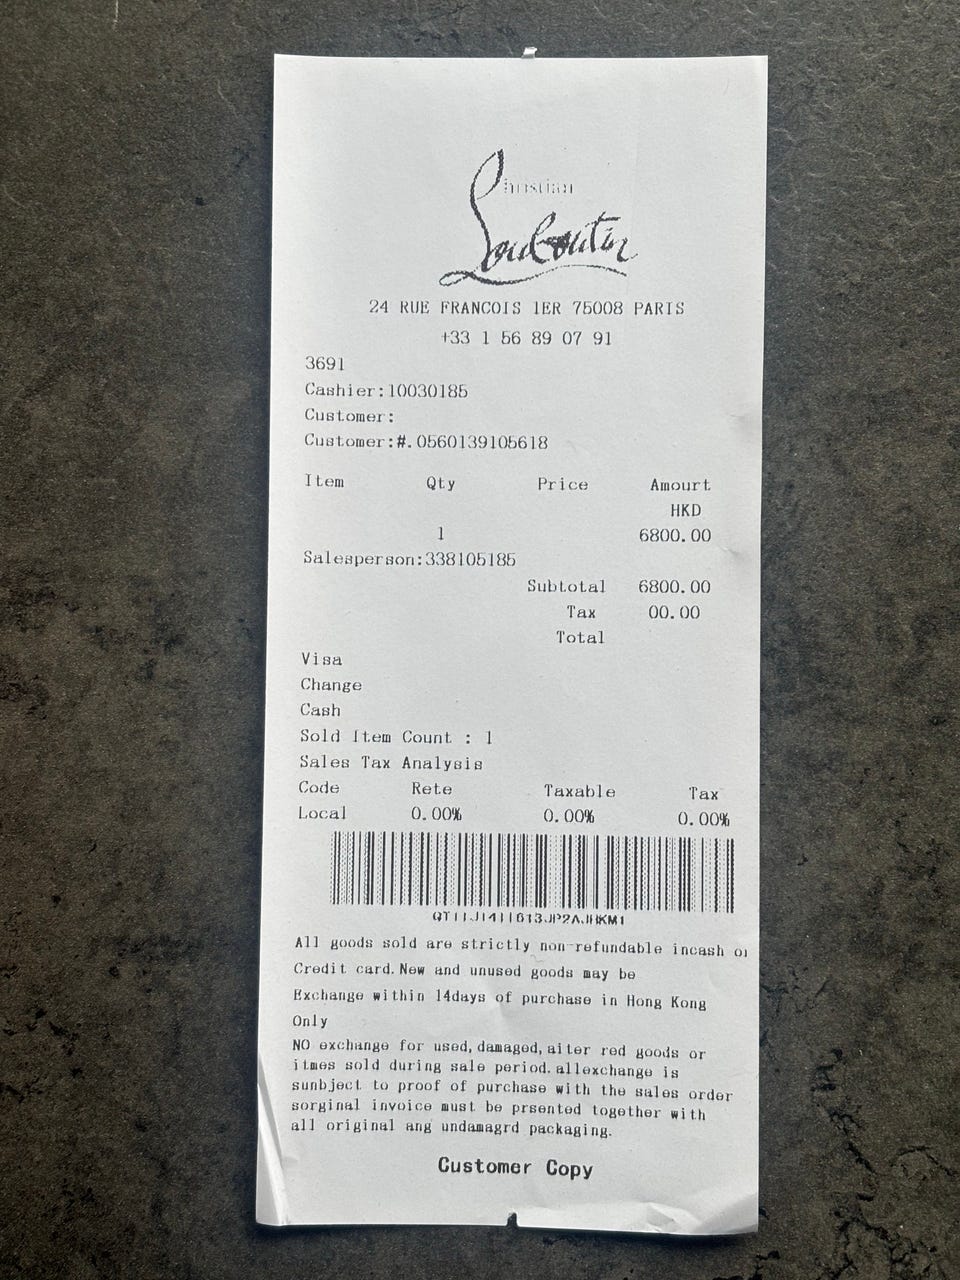 Christian
Louboutin
24 RUE FRANCOIS 1ER 75008 PARIS
+33 1 56 89 07 91
3691
Cashier:10030185
Customer:
Customer:#.0560139105618
Item Qty Price Amourt
HKD
1 6800.00
Salesperson:338105185
Subtotal 6800.00
Tax 00.00
Total
Visa
Change
Cash
Sold Item Count : 1
Sales Tax Analysis
Code Rete Taxable Tax
Local 0.00% 0.00% 0.00%
All goods sold are strictly non-refundable incash or
Credit card.New and unused goods may be
Exchange within 14days of purchase in Hong Kong
Only
NO exchange for used,damaged,aiter red goods or
itmes sold during sale period.allexchange is
sunbject to proof of purchase with the sales order
sorginal invoice must be prsented together with
all original ang undamagrd packaging.
Customer Copy